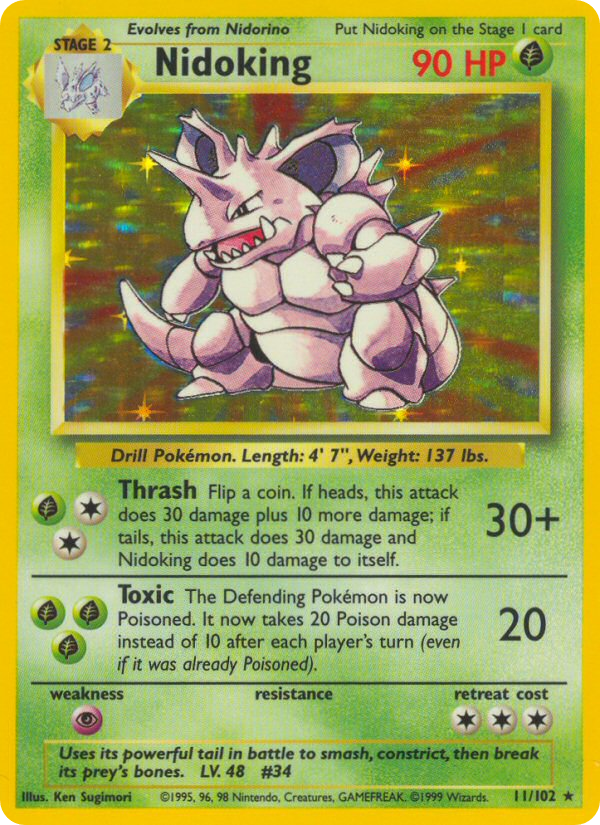 Evolves from Nidorino Put Nidoking on the Stage 1 card
STAGE 2
Nidoking 90 HP
Drill Pokémon. Length: 4' 7", Weight: 137 lbs.
Thrash Flip a coin. If heads, this attack
does 30 damage plus 10 more damage; if
tails, this attack does 30 damage and
Nidoking does 10 damage to itself.
30+
Toxic The Defending Pokémon is now
Poisoned. It now takes 20 Poison damage
instead of 10 after each player's turn (even
if it was already Poisoned).
20
weakness resistance retreat cost
Uses its powerful tail in battle to smash, constrict, then break
its prey's bones. LV. 48 #34
Illus. Ken Sugimori ©1995, 96, 98 Nintendo, Creatures, GAMEFREAK. ©1999 Wizards. 11/102 ★